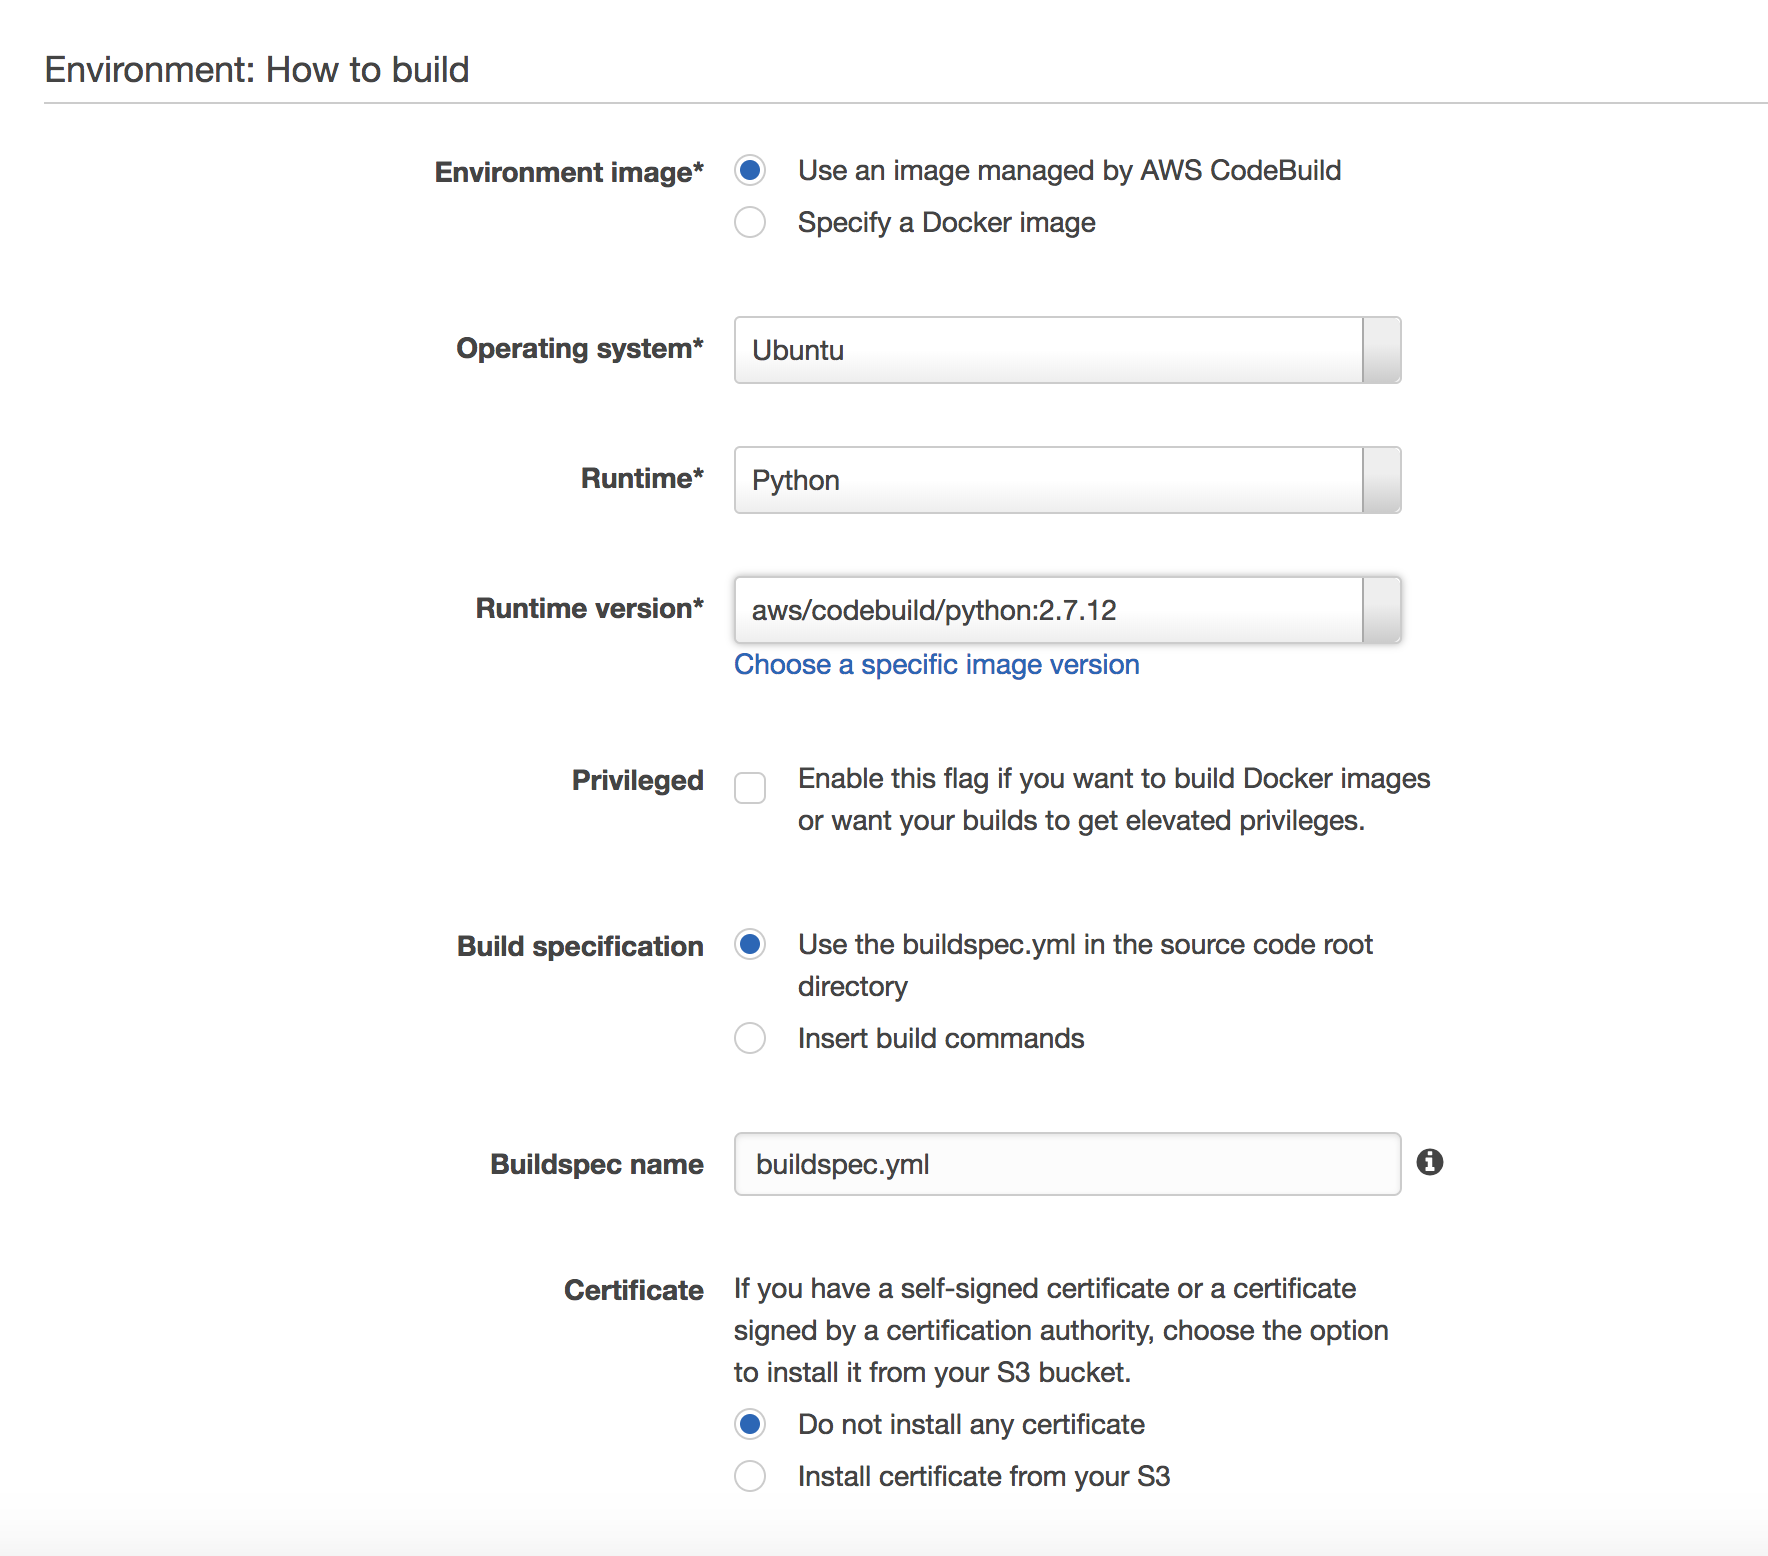 Environment: How to build
Environment image*
Use an image managed by AWS CodeBuild
Specify a Docker image
Operating system*
Ubuntu
Runtime*
Python
Runtime version*
aws/codebuild/python:2.7.12
Choose a specific image version
Privileged
Enable this flag if you want to build Docker images
or want your builds to get elevated privileges.
Build specification
Use the buildspec.yml in the source code root
directory
Insert build commands
Buildspec name
buildspec.yml
Certificate
If you have a self-signed certificate or a certificate
signed by a certification authority, choose the option
to install it from your S3 bucket.
Do not install any certificate
Install certificate from your S3